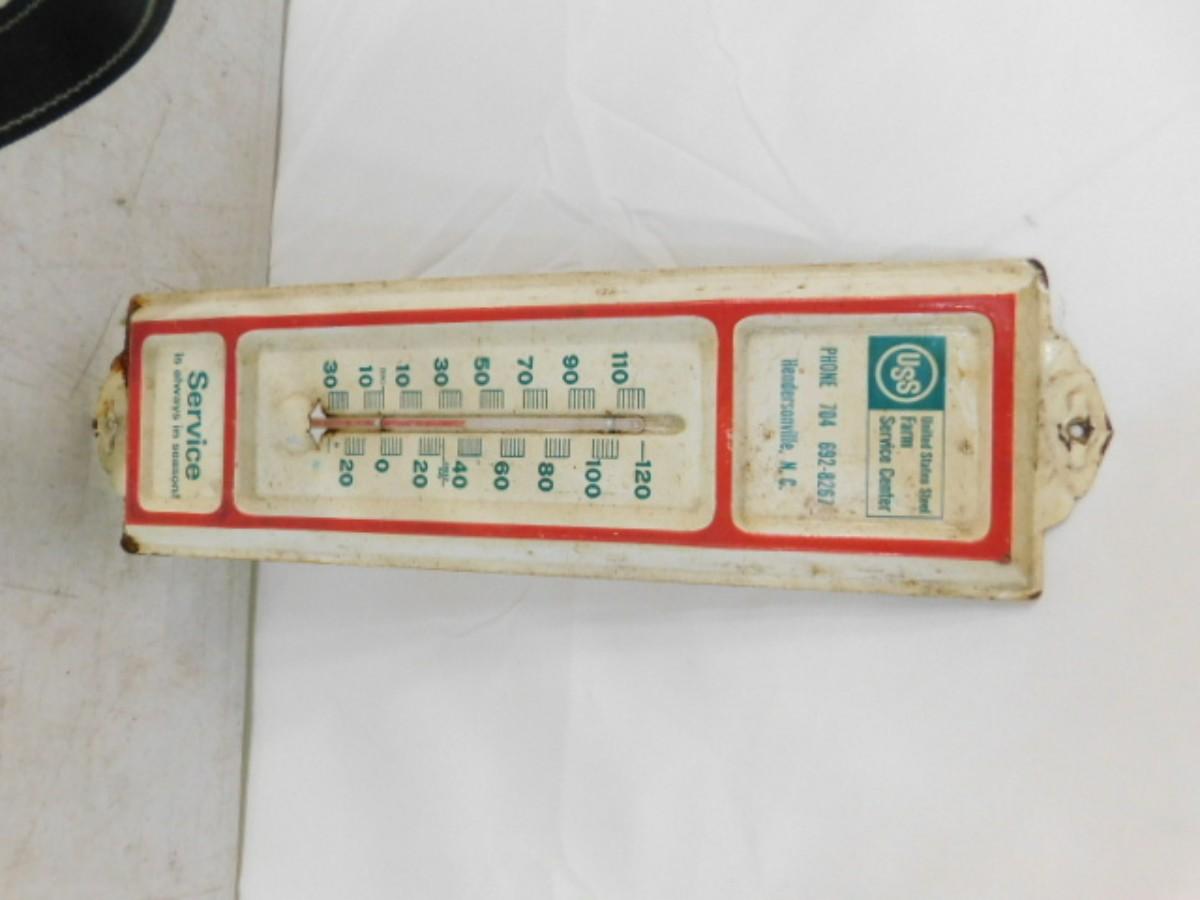 USS
United States Steel
Farm
Service Center
PHONE 704 692-8267
Hendersonville, N. C.
120
110
100
90
80
70
60
50
40
30
20
10
0
10
20
30
Service
is always in season!